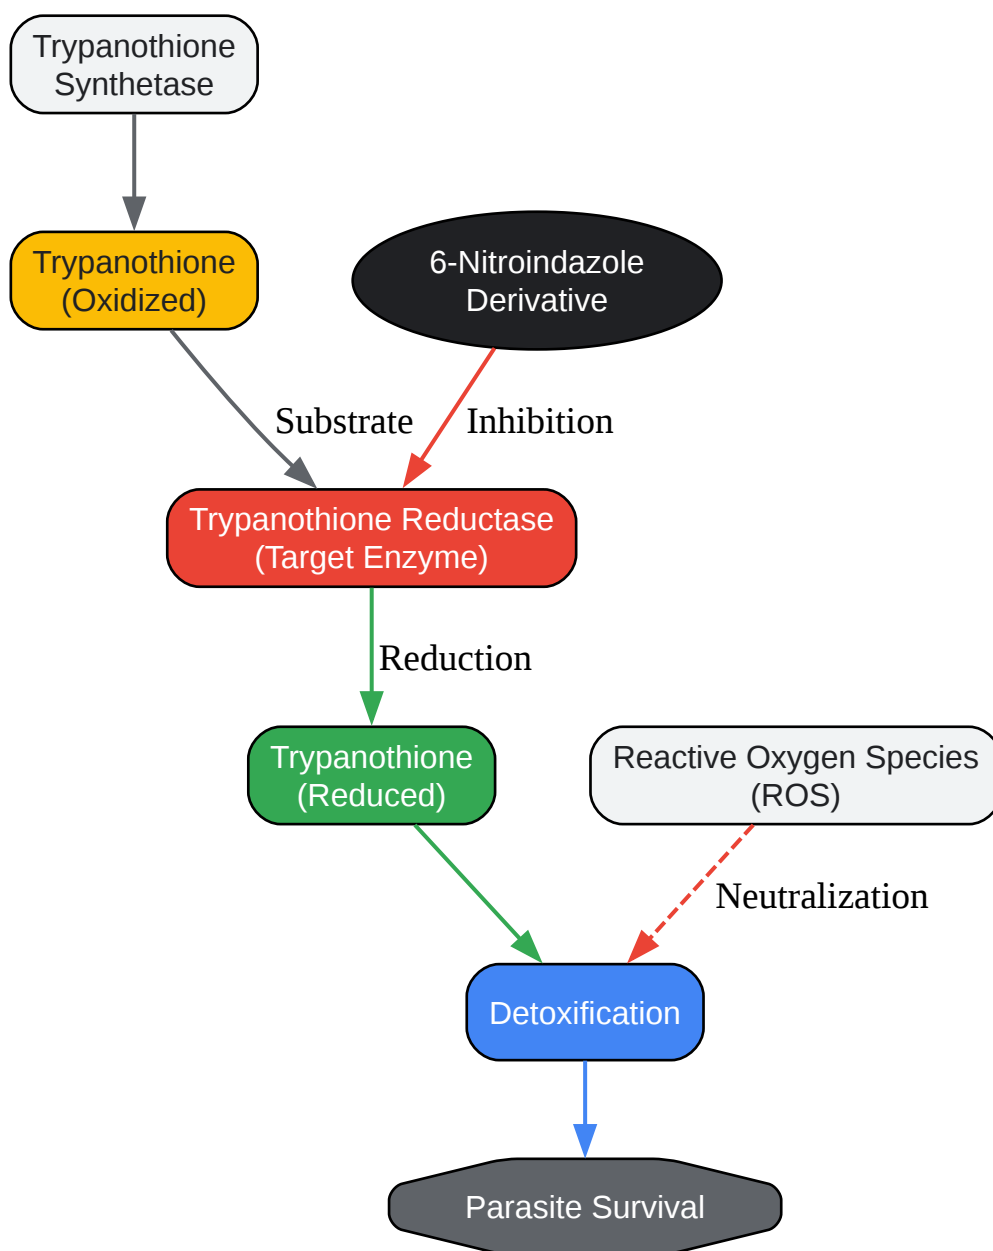 Trypanothione
Synthetase
Trypanothione
(Oxidized)
6-Nitroindazole
Derivative
Substrate
Inhibition
Trypanothione Reductase
(Target Enzyme)
Reduction
Trypanothione
(Reduced)
Reactive Oxygen Species
(ROS)
Neutralization
Detoxification
Parasite Survival